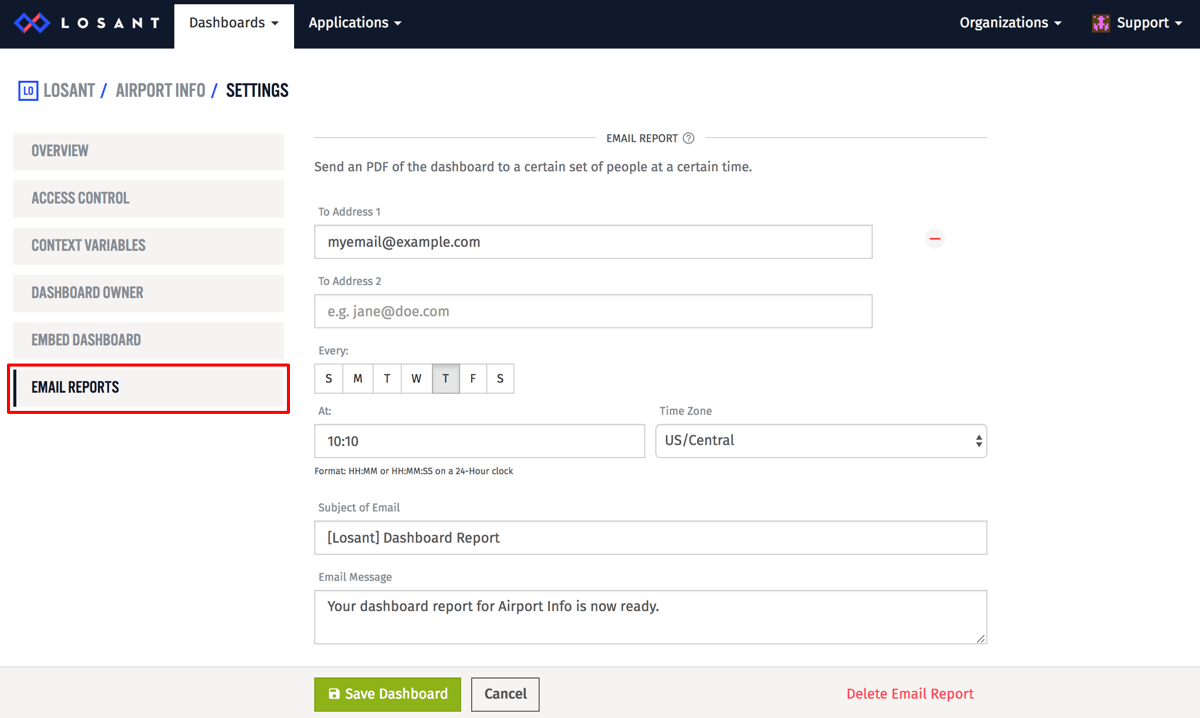 LOSANT Dashboards Applications Organizations Support
LO LOSANT / AIRPORT INFO / SETTINGS
OVERVIEW
ACCESS CONTROL
CONTEXT VARIABLES
DASHBOARD OWNER
EMBED DASHBOARD
EMAIL REPORTS
EMAIL REPORT ?
Send an PDF of the dashboard to a certain set of people at a certain time.
To Address 1
myemail@example.com
To Address 2
e.g. jane@doe.com
Every:
S M T W T F S
At:
10:10
Time Zone
US/Central
Format: HH:MM or HH:MM:SS on a 24-Hour clock
Subject of Email
[Losant] Dashboard Report
Email Message
Your dashboard report for Airport Info is now ready.
Save Dashboard Cancel Delete Email Report